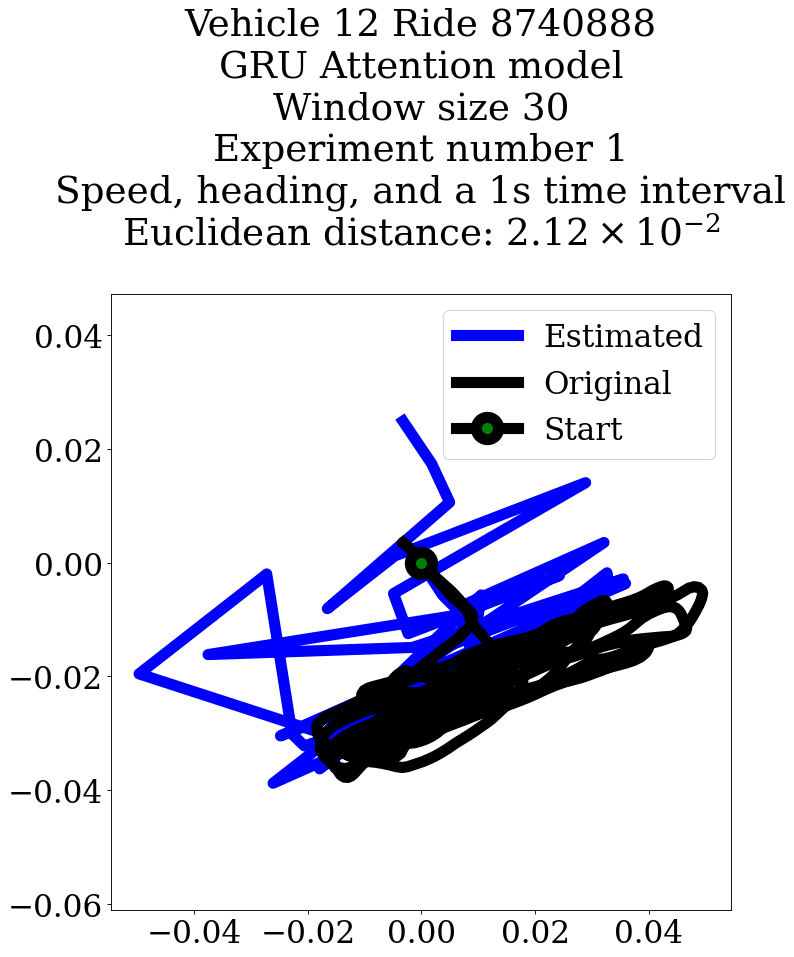 Vehicle 12 Ride 8740888
GRU Attention model
Window size 30
Experiment number 1
Speed, heading, and a 1s time interval
Euclidean distance: 2.12 × 10⁻²
Estimated
Original
Start
0.04
0.02
0.00
−0.02
−0.04
−0.06
−0.04 −0.02 0.00 0.02 0.04